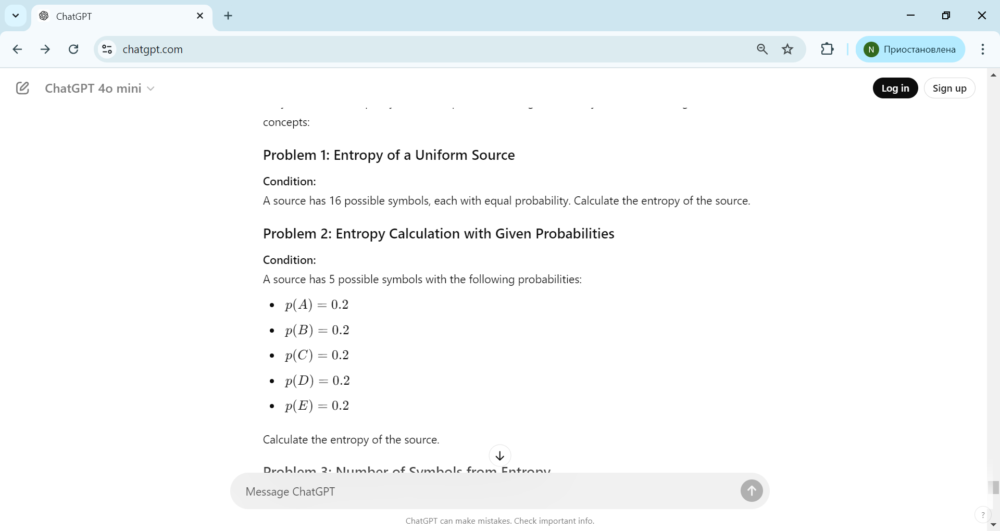 ChatGPT
chatgpt.com
N Приостановлена
ChatGPT 4o mini
Log in
Sign up
concepts:
Problem 1: Entropy of a Uniform Source
Condition:
A source has 16 possible symbols, each with equal probability. Calculate the entropy of the source.
Problem 2: Entropy Calculation with Given Probabilities
Condition:
A source has 5 possible symbols with the following probabilities:
• p(A) = 0.2
• p(B) = 0.2
• p(C) = 0.2
• p(D) = 0.2
• p(E) = 0.2
Calculate the entropy of the source.
Problem 3: Number of Symbols from Entropy
Message ChatGPT
ChatGPT can make mistakes. Check important info.
?